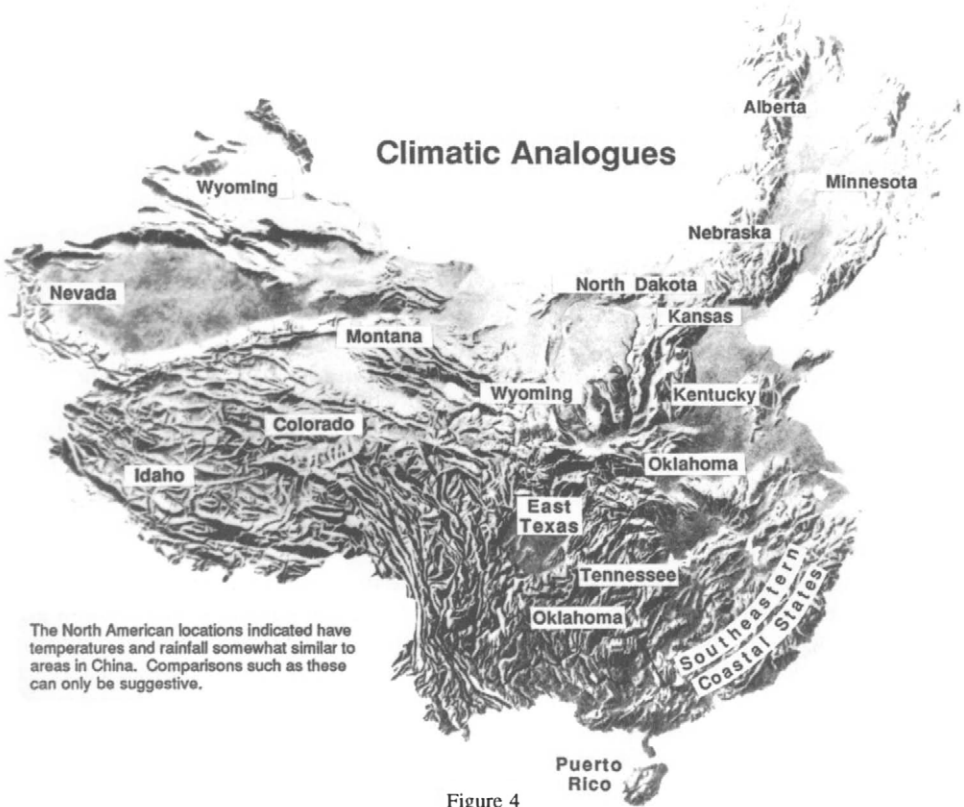 Climatic Analogues
Alberta
Wyoming
Minnesota
Nebraska
Nevada
North Dakota
Kansas
Montana
Wyoming
Kentucky
Colorado
Idaho
Oklahoma
East
Texas
Tennessee
Oklahoma
Southeastern
Coastal States
The North American locations indicated have
temperatures and rainfall somewhat similar to
areas in China. Comparisons such as these
can only be suggestive.
Puerto
Rico
Figure 4